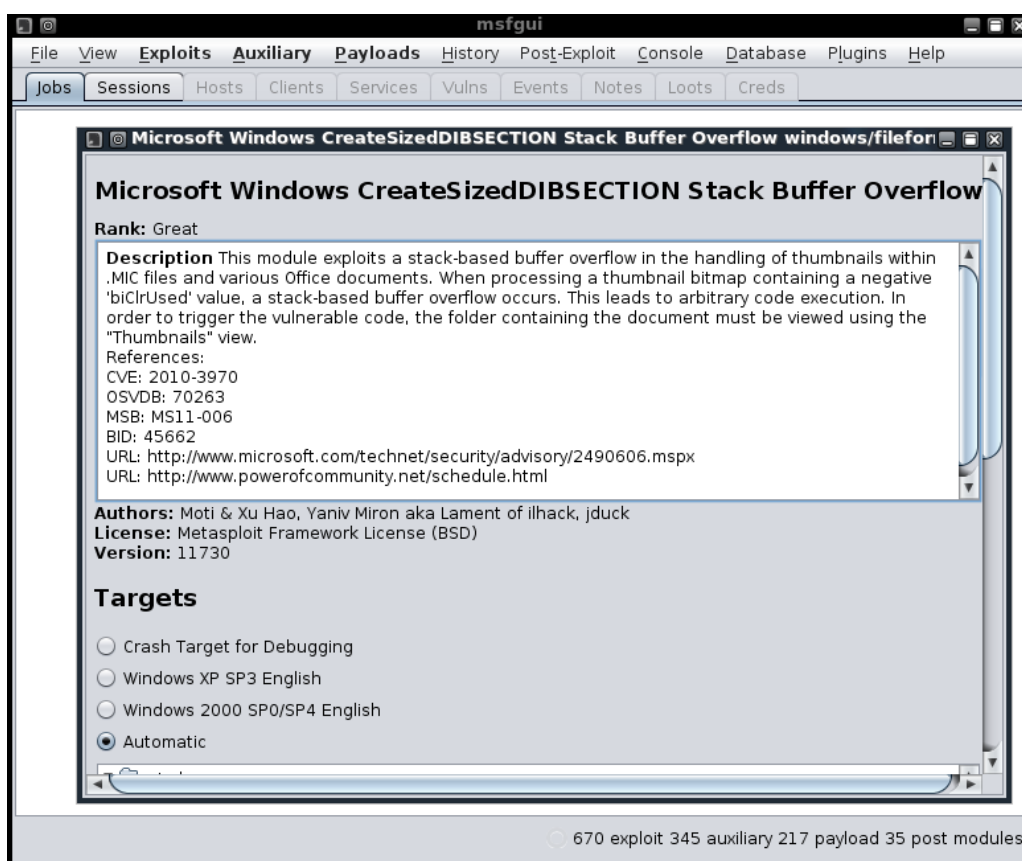 msfgui
File View Exploits Auxiliary Payloads History Post-Exploit Console Database Plugins Help
Jobs Sessions Hosts Clients Services Vulns Events Notes Loots Creds
Microsoft Windows CreateSizedDIBSECTION Stack Buffer Overflow
Microsoft Windows CreateSizedDIBSECTION Stack Buffer Overflow
Rank: Great
Description This module exploits a stack-based buffer overflow in the handling of thumbnails within
.MIC files and various Office documents. When processing a thumbnail bitmap containing a negative
'biClrUsed' value, a stack-based buffer overflow occurs. This leads to arbitrary code execution. In
order to trigger the vulnerable code, the folder containing the document must be viewed using the
"Thumbnails" view.
References:
CVE: 2010-3970
OSVDB: 70263
MSB: MS11-006
BID: 45662
URL: http://www.microsoft.com/technet/security/advisory/2490606.mspx
URL: http://www.powerofcommunity.net/schedule.html
Authors: Moti & Xu Hao, Yaniv Miron aka Lament of ilhack, jduck
License: Metasploit Framework License (BSD)
Version: 11730
Targets
Crash Target for Debugging
Windows XP SP3 English
Windows 2000 SP0/SP4 English
Automatic
670 exploit 345 auxiliary 217 payload 35 post modules